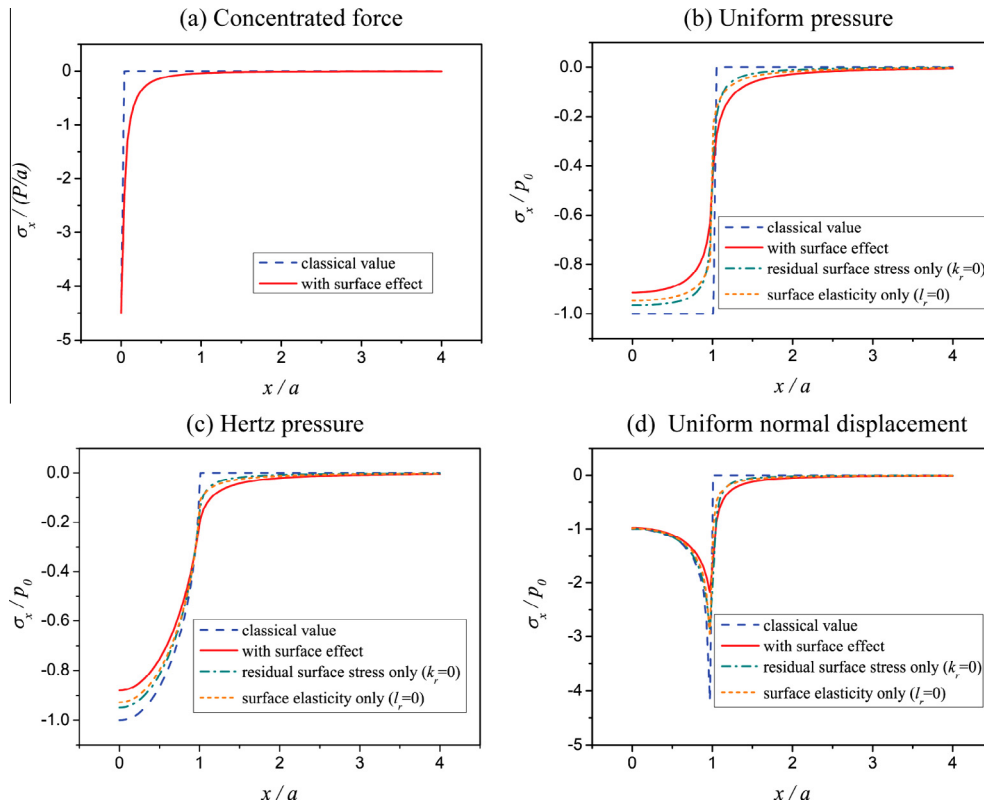 (a) Concentrated force
0
-1
-2
-3
-4
-5
σx / (P/a)
classical value
with surface effect
0 1 2 3 4
x / a
(b) Uniform pressure
0.0
-0.2
-0.4
-0.6
-0.8
-1.0
σx / p0
classical value
with surface effect
residual surface stress only (kr=0)
surface elasticity only (lr=0)
0 1 2 3 4
x / a
(c) Hertz pressure
0.0
-0.2
-0.4
-0.6
-0.8
-1.0
σx / p0
classical value
with surface effect
residual surface stress only (kr=0)
surface elasticity only (lr=0)
0 1 2 3 4
x / a
(d) Uniform normal displacement
0.0
-1
-2
-3
-4
-5
σx / p0
classical value
with surface effect
residual surface stress only (kr=0)
surface elasticity only (lr=0)
0 1 2 3 4
x / a